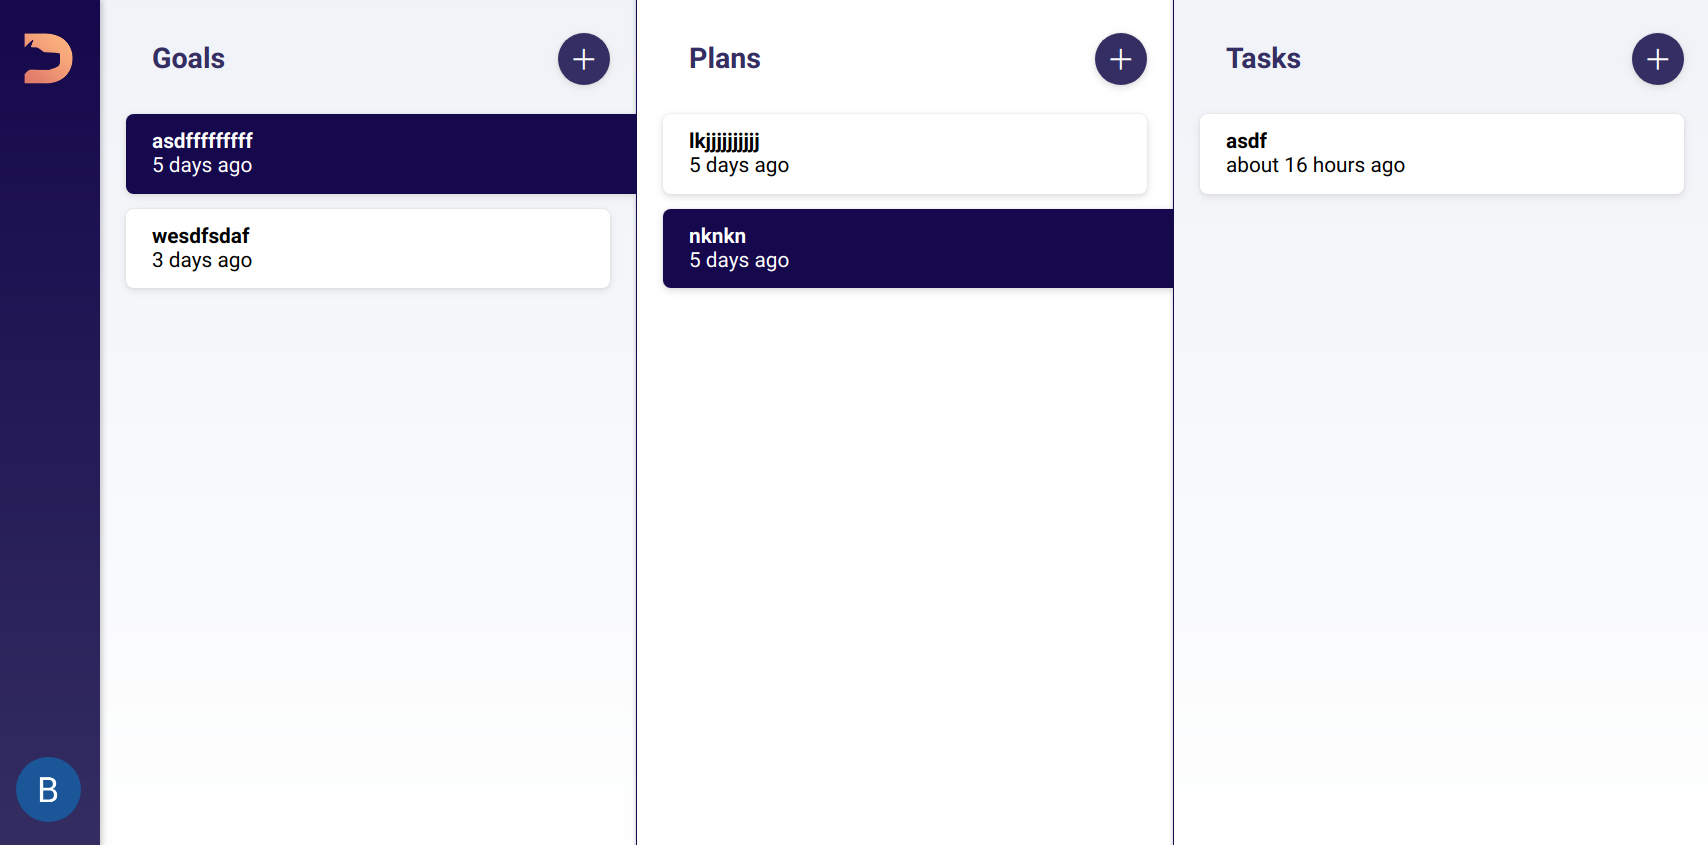 Goals
asdfffffffff
5 days ago
wesdfsdaf
3 days ago
Plans
lkjjjjjjjjjj
5 days ago
nknkn
5 days ago
Tasks
asdf
about 16 hours ago
B